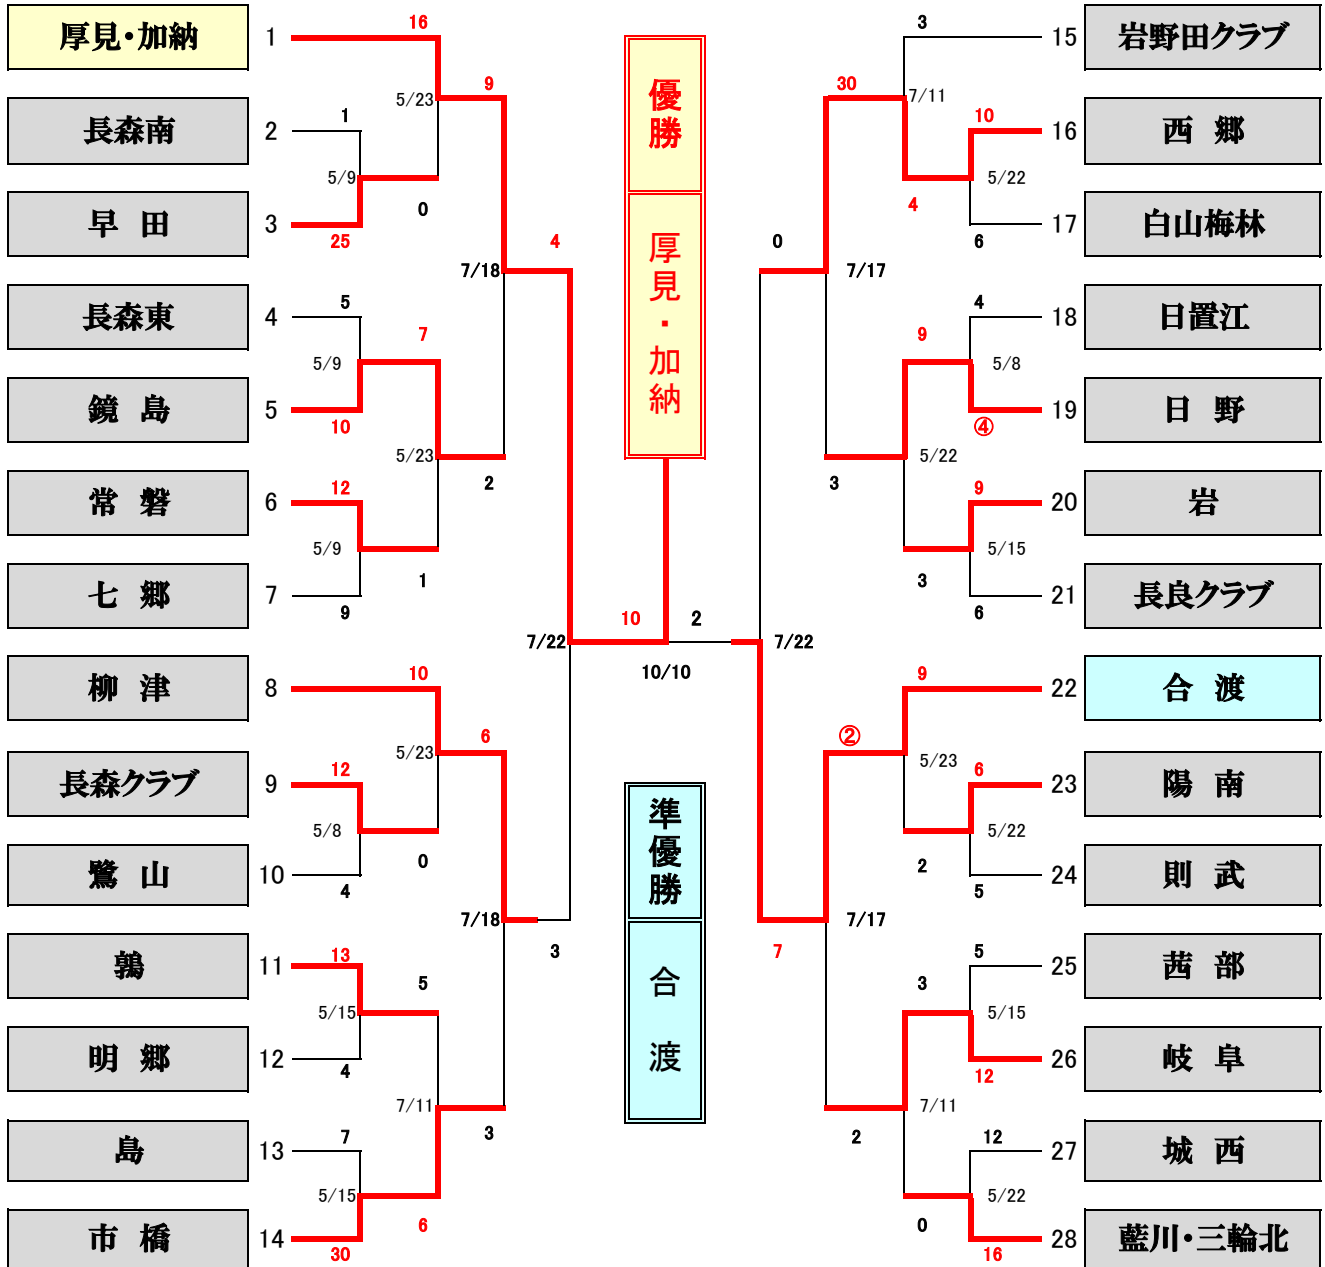 厚見・加納 1
長森南 2
早 田 3
長森東 4
鏡 島 5
常 磐 6
七 郷 7
柳 津 8
長森クラブ 9
鷺 山 10
鶉 11
明 郷 12
島 13
市 橋 14
16
5/23
9
1
5/9
25
0
7/18
4
5
5/9
10
7
5/23
2
12
5/9
9
1
7/22
10
5/23
6
12
5/8
4
0
7/18
3
13
5/15
4
5
7/11
3
7
5/15
30
6
優勝
厚見・加納
10
2
10/10
準優勝
合渡
3
7/11
30
10
5/22
6
4
0
7/17
4
5/8
④
9
5/22
3
9
5/15
6
3
7/22
9
5/23
②
6
5/22
5
2
7/17
7
5
5/15
12
3
7/11
2
12
5/22
16
0
15 岩野田クラブ
16 西 郷
17 白山梅林
18 日置江
19 日 野
20 岩
21 長良クラブ
22 合 渡
23 陽 南
24 則 武
25 茜 部
26 岐 阜
27 城 西
28 藍川・三輪北